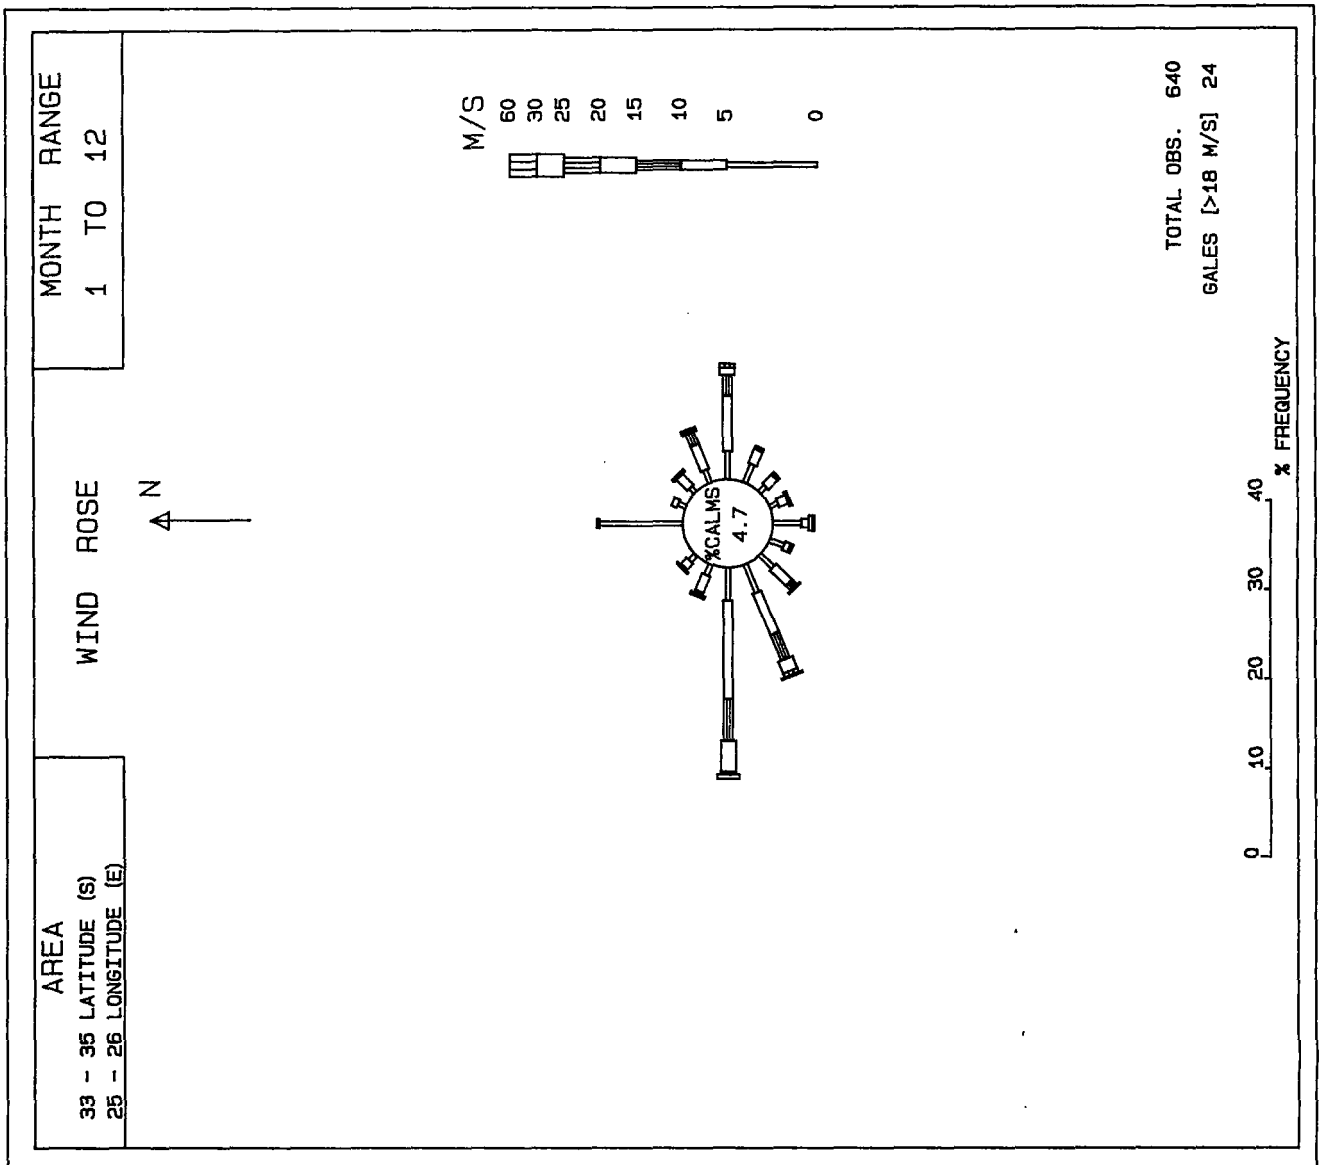 AREA
33 - 35 LATITUDE (S)
25 - 26 LONGITUDE (E)
WIND ROSE
MONTH RANGE
1 TO 12
N
M/S
60
30
25
20
15
10
5
0
%CALMS
4.7
TOTAL OBS. 640
GALES [>18 M/S] 24
0 10 20 30 40
% FREQUENCY